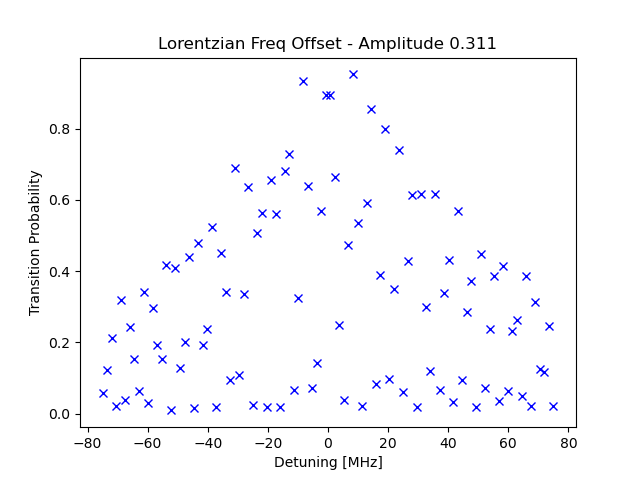 Lorentzian Freq Offset - Amplitude 0.311
Transition Probability
0.8
0.6
0.4
0.2
0.0
−80 −60 −40 −20 0 20 40 60 80
Detuning [MHz]